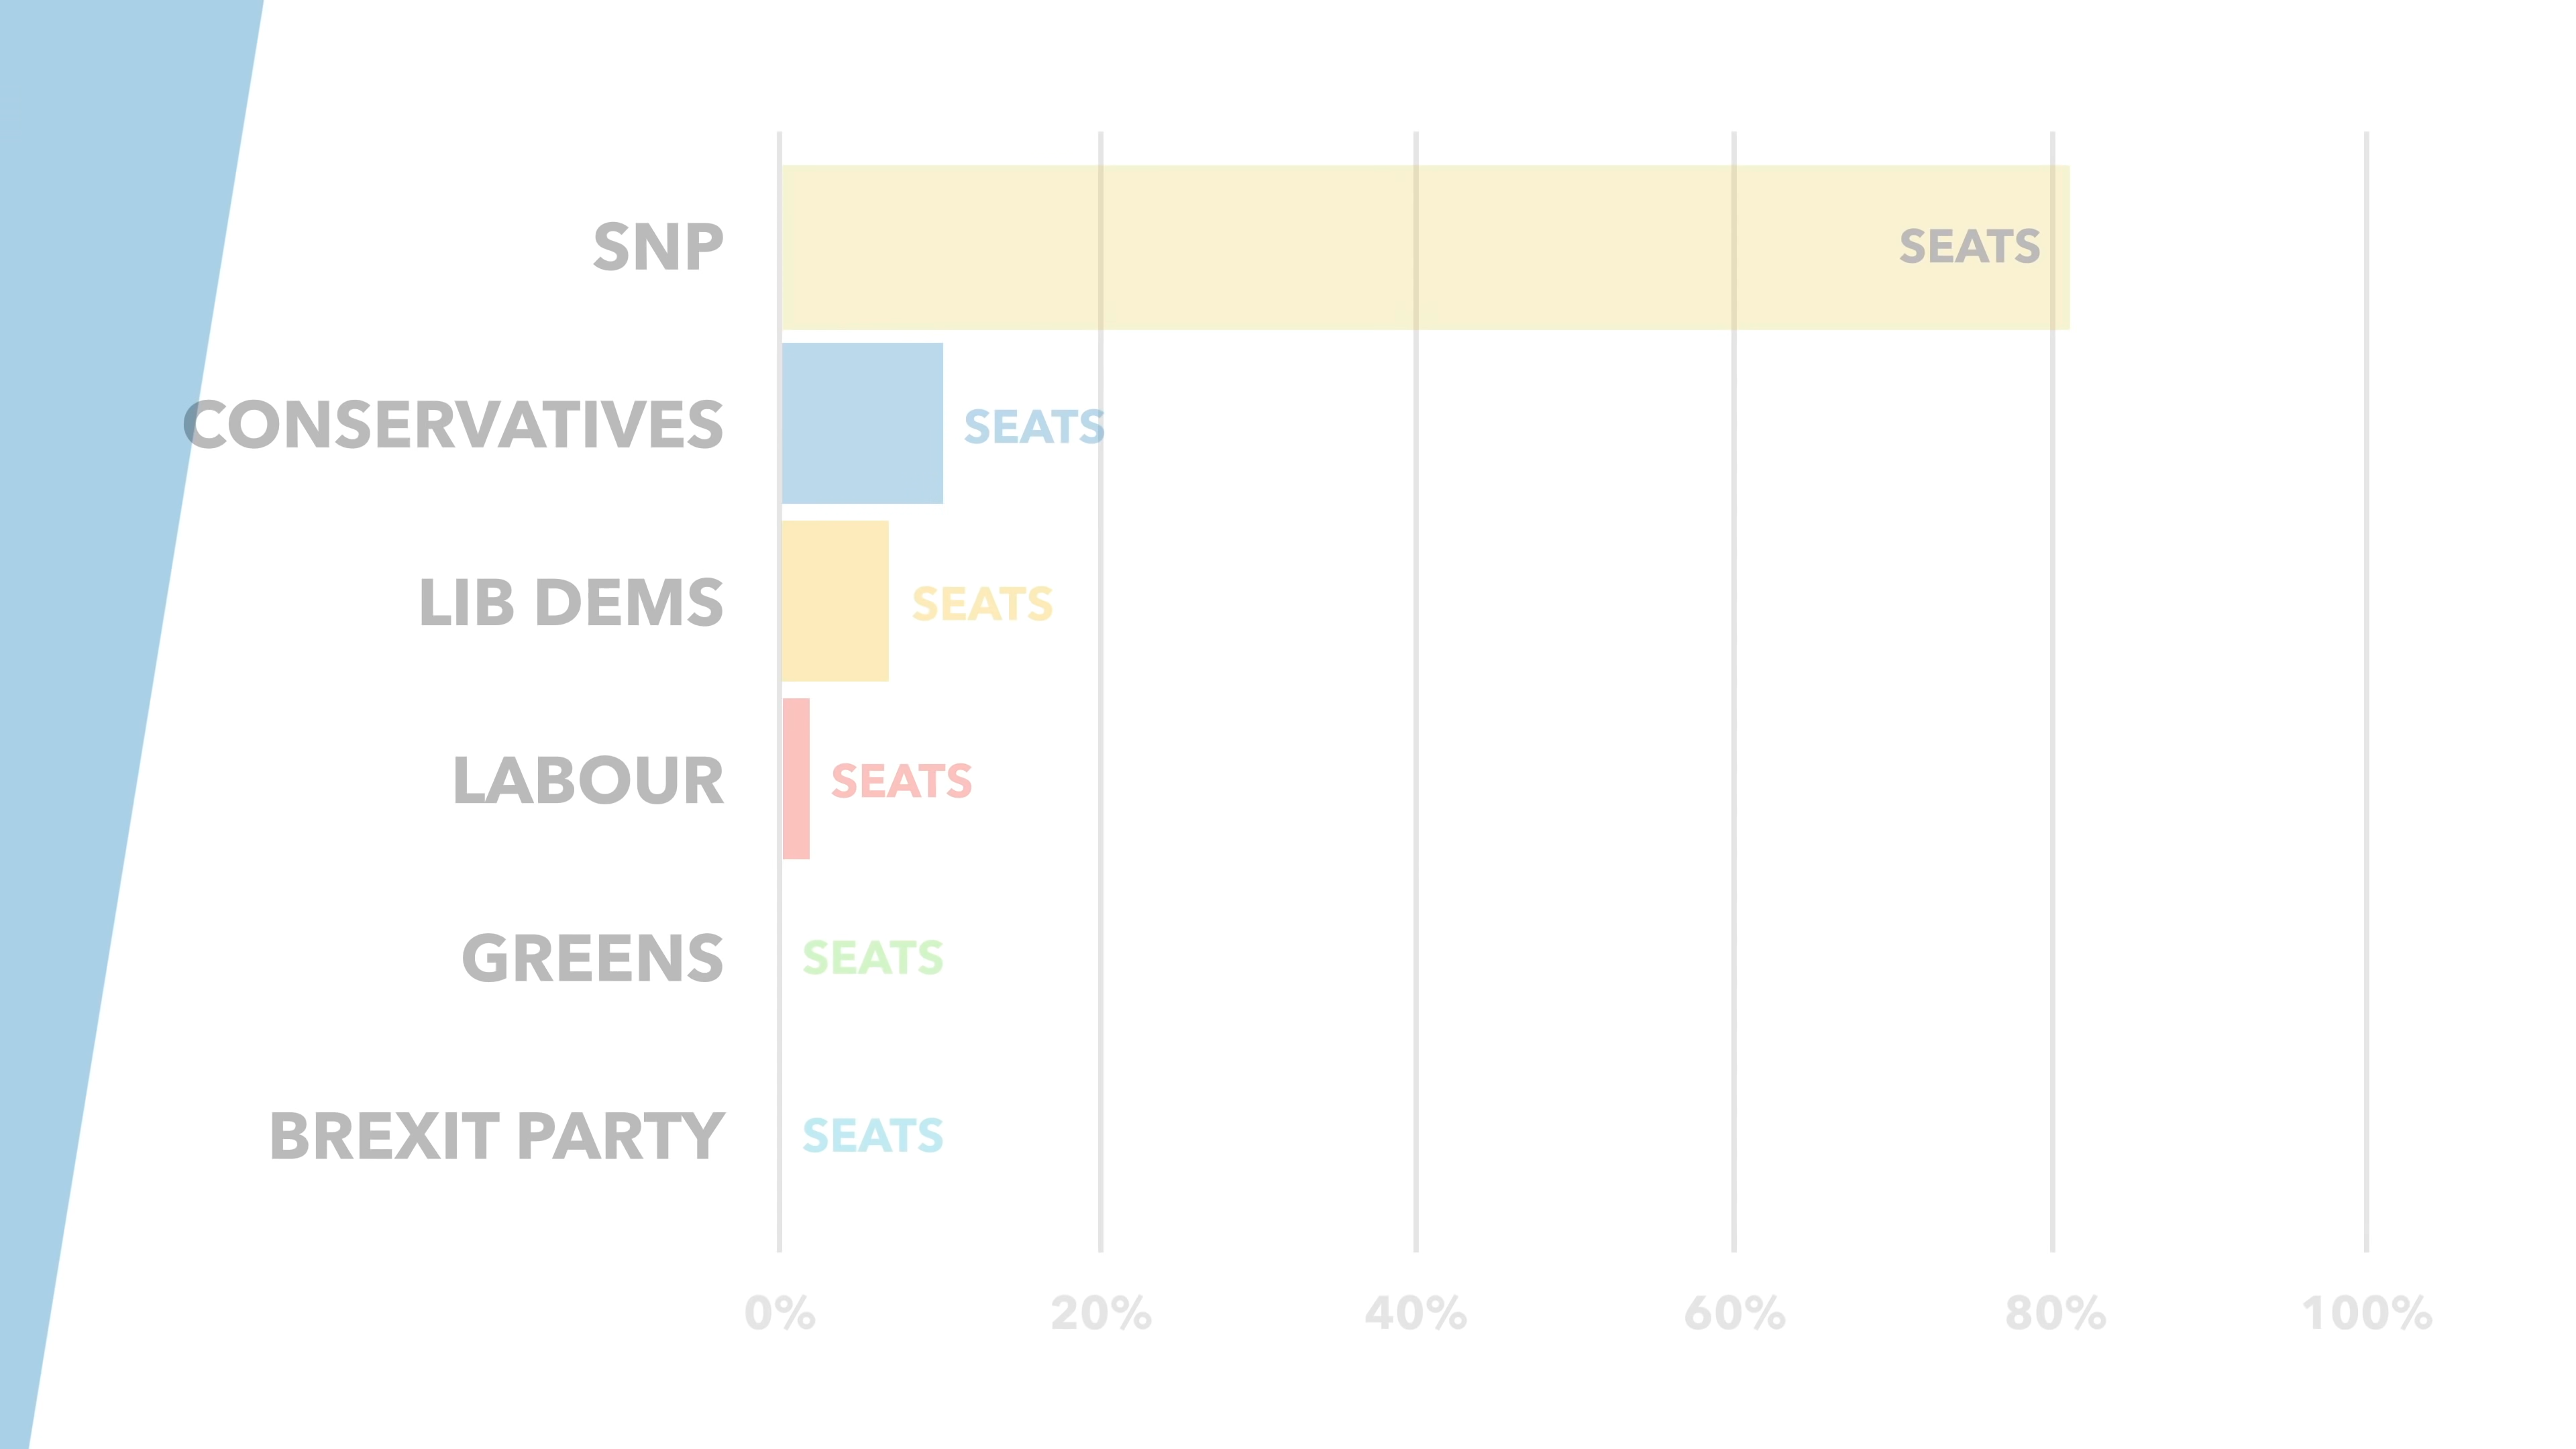 SNP SEATS
CONSERVATIVES SEATS
LIB DEMS SEATS
LABOUR SEATS
GREENS SEATS
BREXIT PARTY SEATS
0% 20% 40% 60% 80% 100%